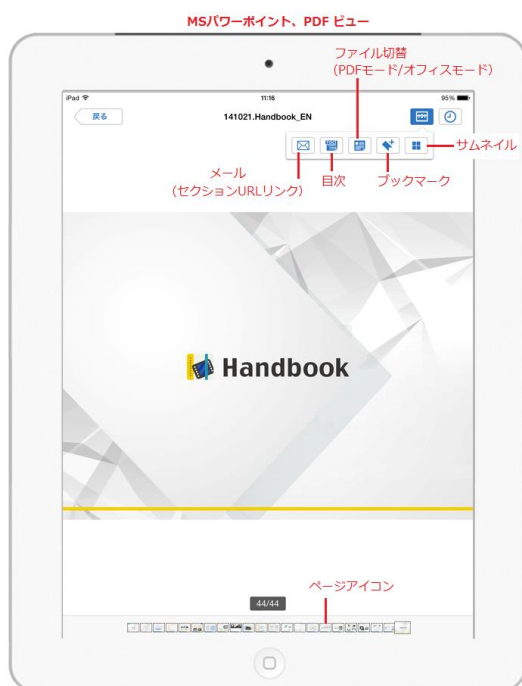 MSパワーポイント、PDF ビュー
ファイル切替
（PDFモード/オフィスモード）
iPad
11:16
95%
戻る
141021.Handbook_EN
メール
（セクションURLリンク）
目次
ブックマーク
サムネイル
Handbook
ページアイコン
44/44